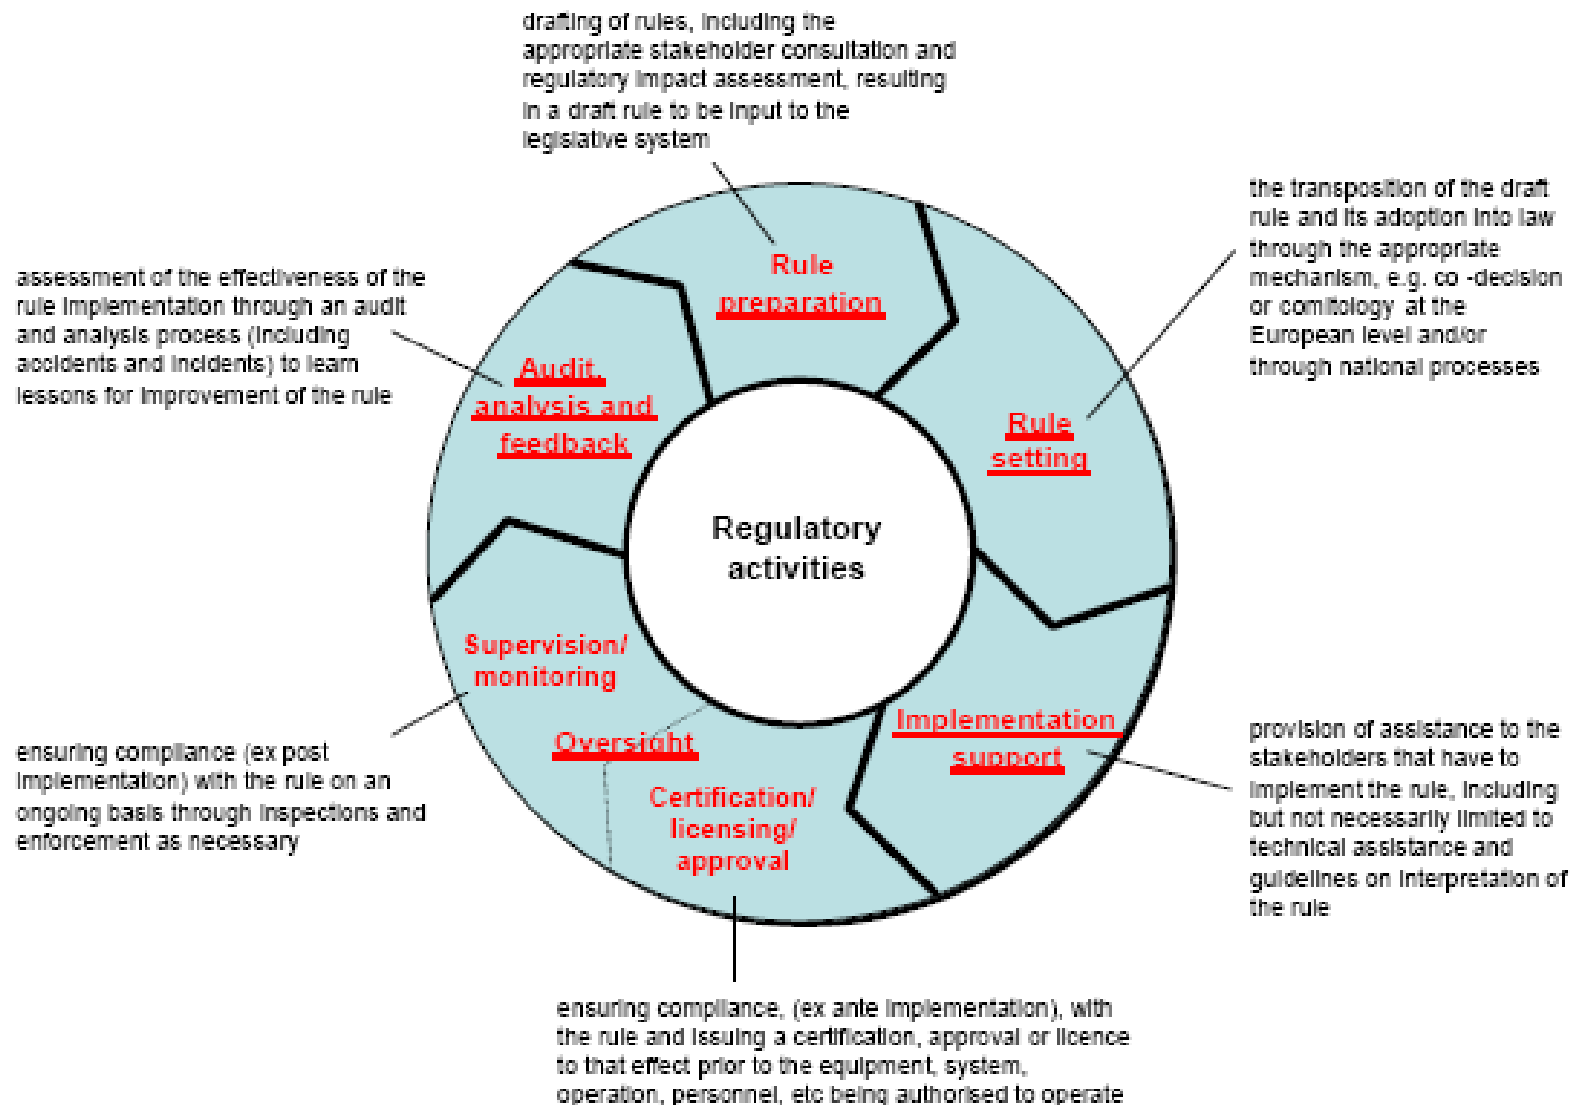 drafting of rules, including the
appropriate stakeholder consultation and
regulatory impact assessment, resulting
in a draft rule to be input to the
legislative system
the transposition of the draft
rule and its adoption into law
through the appropriate
mechanism, e.g. co -decision
or comitology at the
European level and/or
through national processes
assessment of the effectiveness of the
rule implementation through an audit
and analysis process (including
accidents and incidents) to learn
lessons for improvement of the rule
Rule
preparation
Audit,
analysis and
feedback
Rule
setting
Regulatory
activities
Supervision/
monitoring
Oversight
Implementation
support
Certification/
licensing/
approval
ensuring compliance (ex post
implementation) with the rule on an
ongoing basis through inspections and
enforcement as necessary
provision of assistance to the
stakeholders that have to
implement the rule, including
but not necessarily limited to
technical assistance and
guidelines on interpretation of
the rule
ensuring compliance, (ex ante implementation), with
the rule and issuing a certification, approval or licence
to that effect prior to the equipment, system,
operation, personnel, etc being authorised to operate